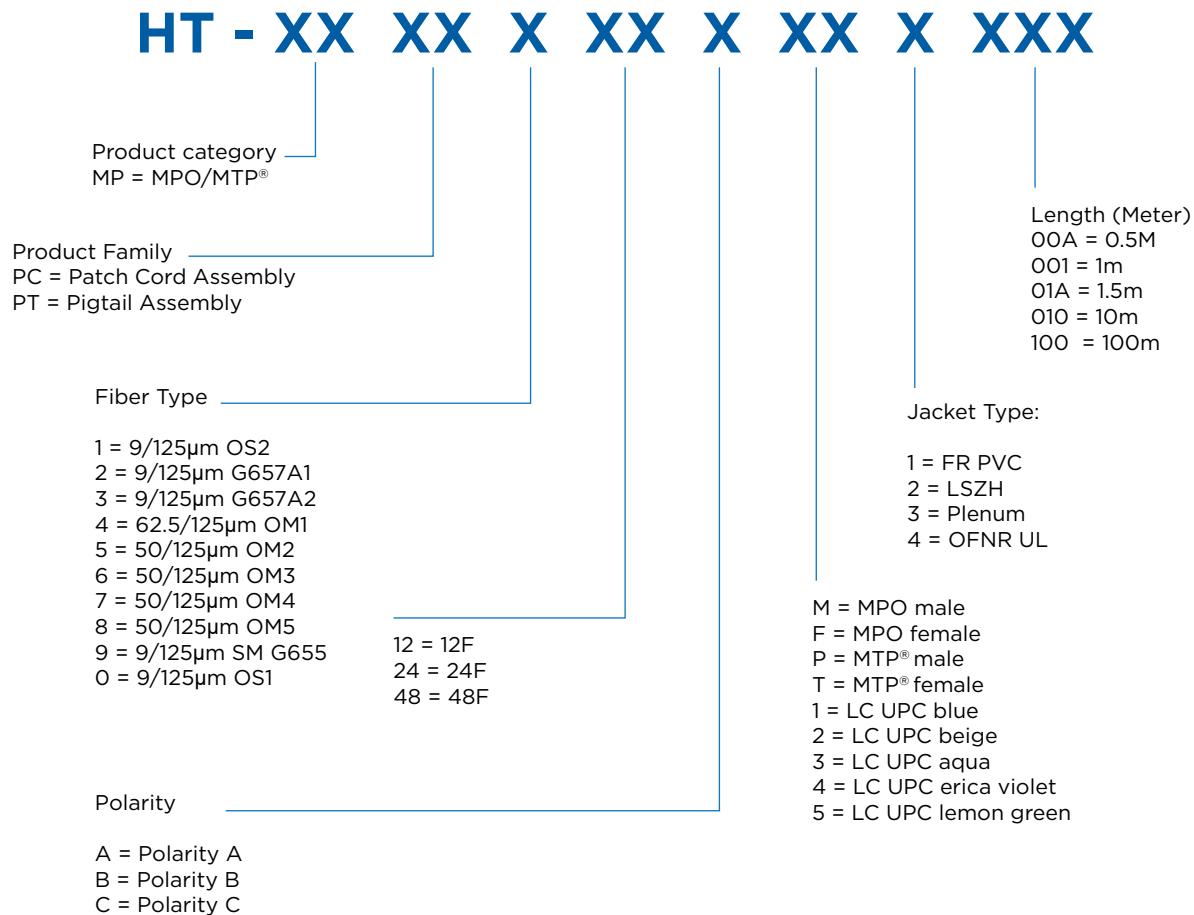 HT - XX XX X XX X XX X XXX
Product category
MP = MPO/MTP®
Product Family
PC = Patch Cord Assembly
PT = Pigtail Assembly
Fiber Type
1 = 9/125µm OS2
2 = 9/125µm G657A1
3 = 9/125µm G657A2
4 = 62.5/125µm OM1
5 = 50/125µm OM2
6 = 50/125µm OM3
7 = 50/125µm OM4
8 = 50/125µm OM5
9 = 9/125µm SM G655
0 = 9/125µm OS1
12 = 12F
24 = 24F
48 = 48F
Polarity
A = Polarity A
B = Polarity B
C = Polarity C
M = MPO male
F = MPO female
P = MTP® male
T = MTP® female
1 = LC UPC blue
2 = LC UPC beige
3 = LC UPC aqua
4 = LC UPC erica violet
5 = LC UPC lemon green
Jacket Type:
1 = FR PVC
2 = LSZH
3 = Plenum
4 = OFNR UL
Length (Meter)
00A = 0.5M
001 = 1m
01A = 1.5m
010 = 10m
100 = 100m